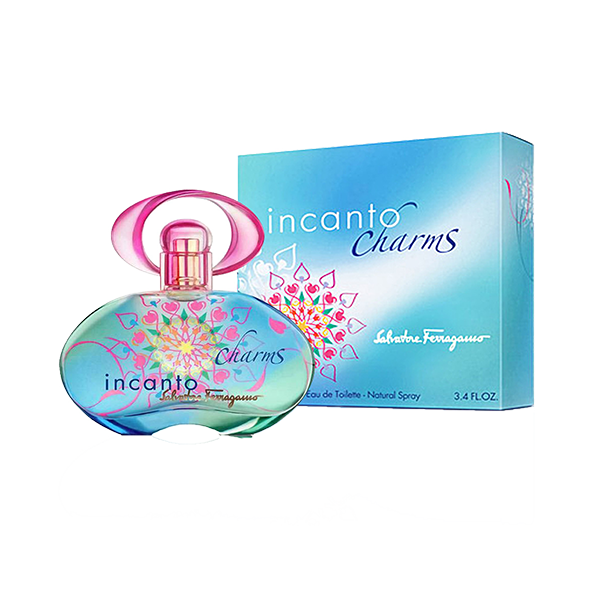 incanto
Charms
Salvatore Ferragamo
Eau de Toilette - Natural Spray
3.4 FL.OZ.
Charms
incanto
Salvatore Ferragamo